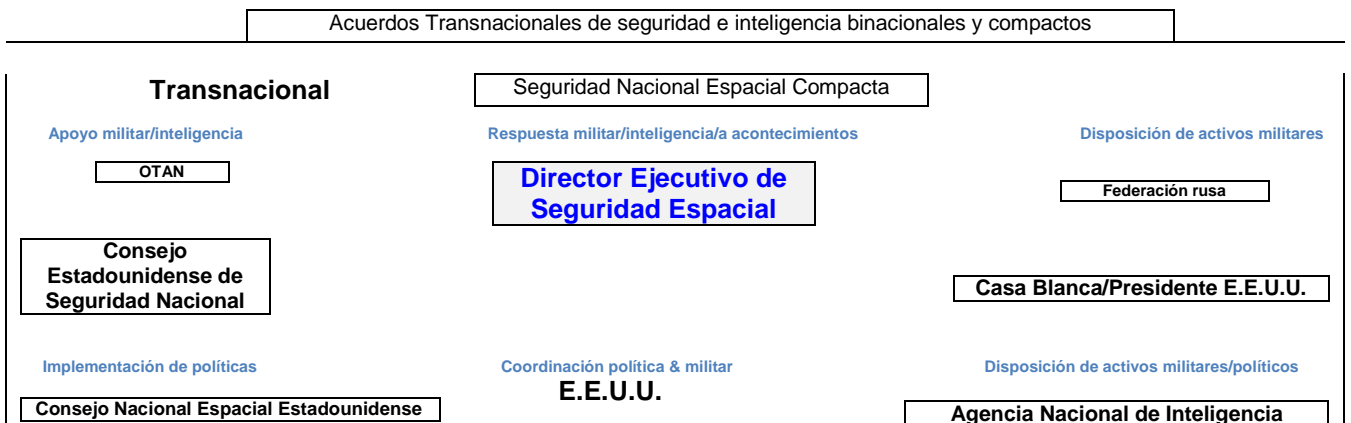 Acuerdos Transnacionales de seguridad e inteligencia binacionales y compactos
Transnacional
Seguridad Nacional Espacial Compacta
Apoyo militar/inteligencia
Respuesta militar/inteligencia/a acontecimientos
Disposición de activos militares
OTAN
Director Ejecutivo de
Seguridad Espacial
Federación rusa
Consejo
Estadounidense de
Seguridad Nacional
Casa Blanca/Presidente E.E.U.U.
Implementación de políticas
Coordinación política & militar
Disposición de activos militares/políticos
E.E.U.U.
Consejo Nacional Espacial Estadounidense
Agencia Nacional de Inteligencia